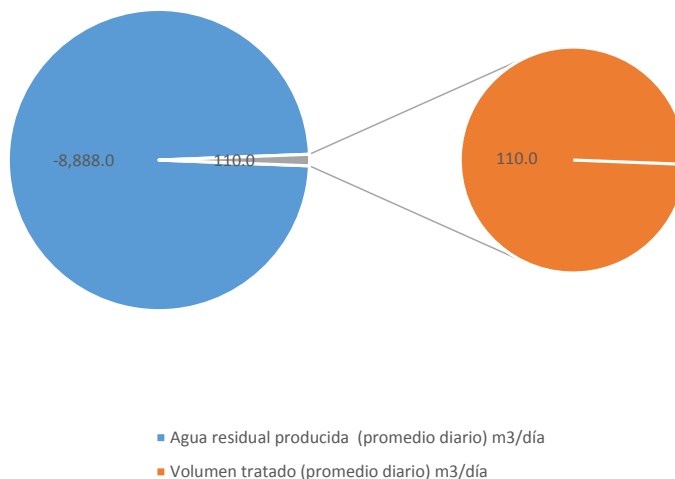 -8,888.0
110.0
110.0
Agua residual producida (promedio diario) m3/día
Volumen tratado (promedio diario) m3/día